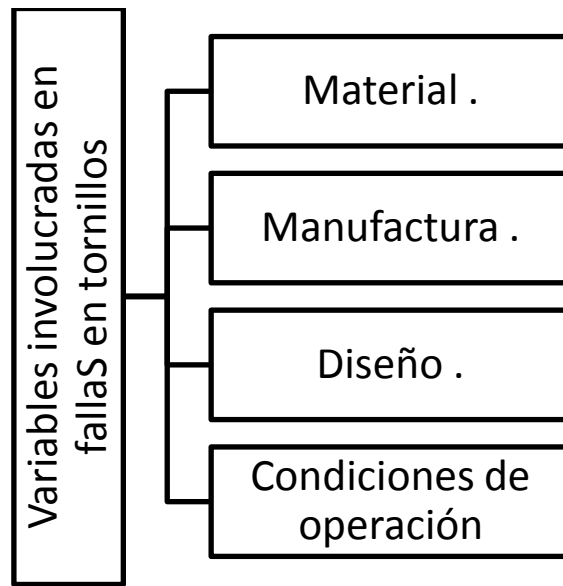 Variables involucradas en
fallaS en tornillos
Material .
Manufactura .
Diseño .
Condiciones de
operación